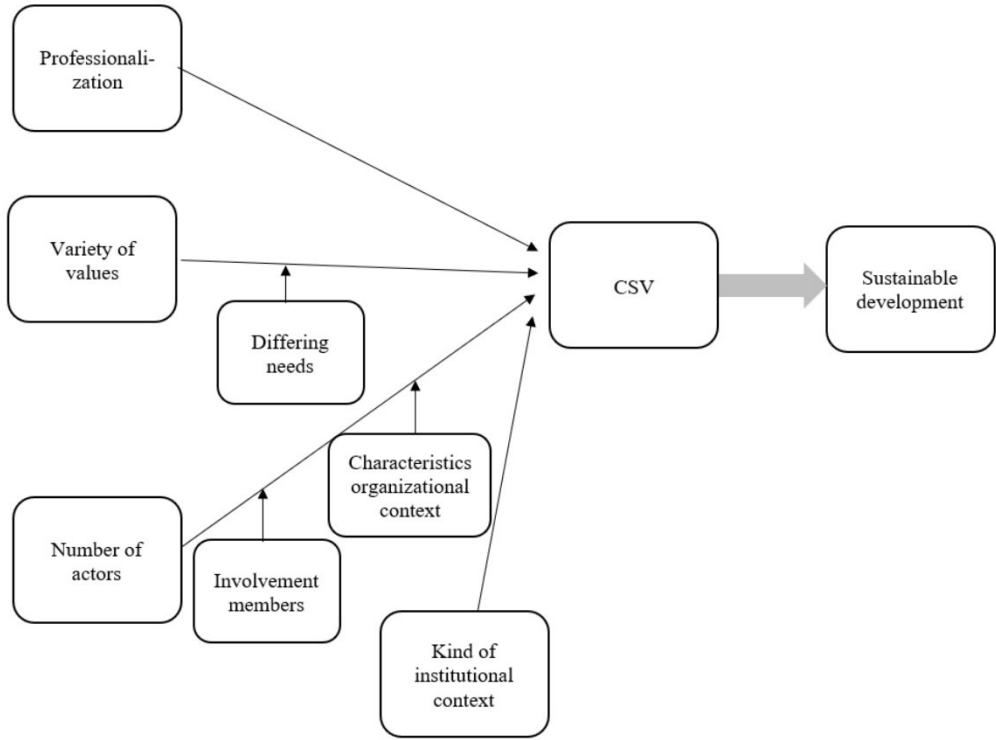 Professionali-
zation
Variety of
values
Differing
needs
CSV
Sustainable
development
Characteristics
organizational
context
Number of
actors
Involvement
members
Kind of
institutional
context